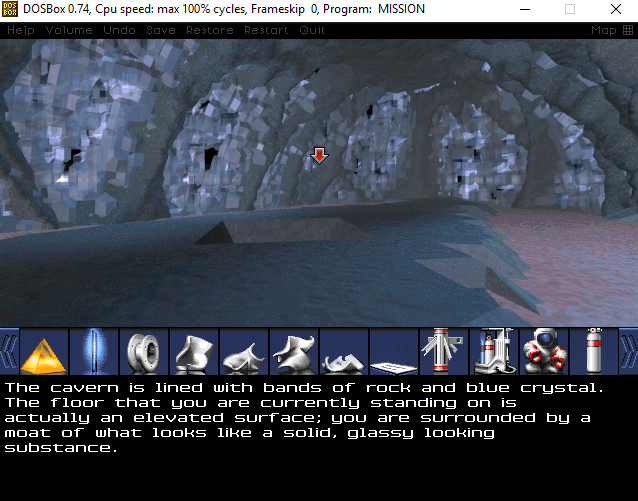 DOS
BOX
DOSBox 0.74, Cpu speed: max 100% cycles, Frameskip 0, Program: MISSION
Help Volume Undo Save Restore Restart Quit Map
The cavern is lined with bands of rock and blue crystal.
The floor that you are currently standing on is
actually an elevated surface; you are surrounded by a
moat of what looks like a solid, glassy looking
substance.